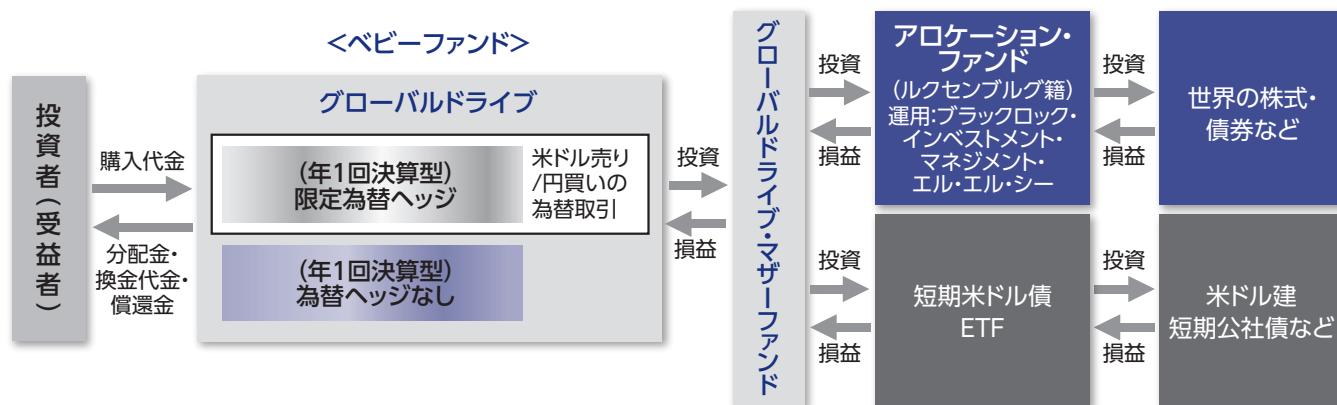 投資者(受益者)
購入代金
分配金・
換金代金・
償還金
<ベビーファンド>
グローバルドライブ
(年1回決算型)
限定為替ヘッジ
米ドル売り
/円買いの
為替取引
(年1回決算型)
為替ヘッジなし
投資
損益
グローバルドライブ・マザーファンド
投資
損益
アロケーション・
ファンド
(ルクセンブルグ籍)
運用:ブラックロック・
インベストメント・
マネジメント・
エル・エル・シー
投資
損益
世界の株式・
債券など
投資
損益
短期米ドル債
ETF
投資
損益
米ドル建
短期公社債など